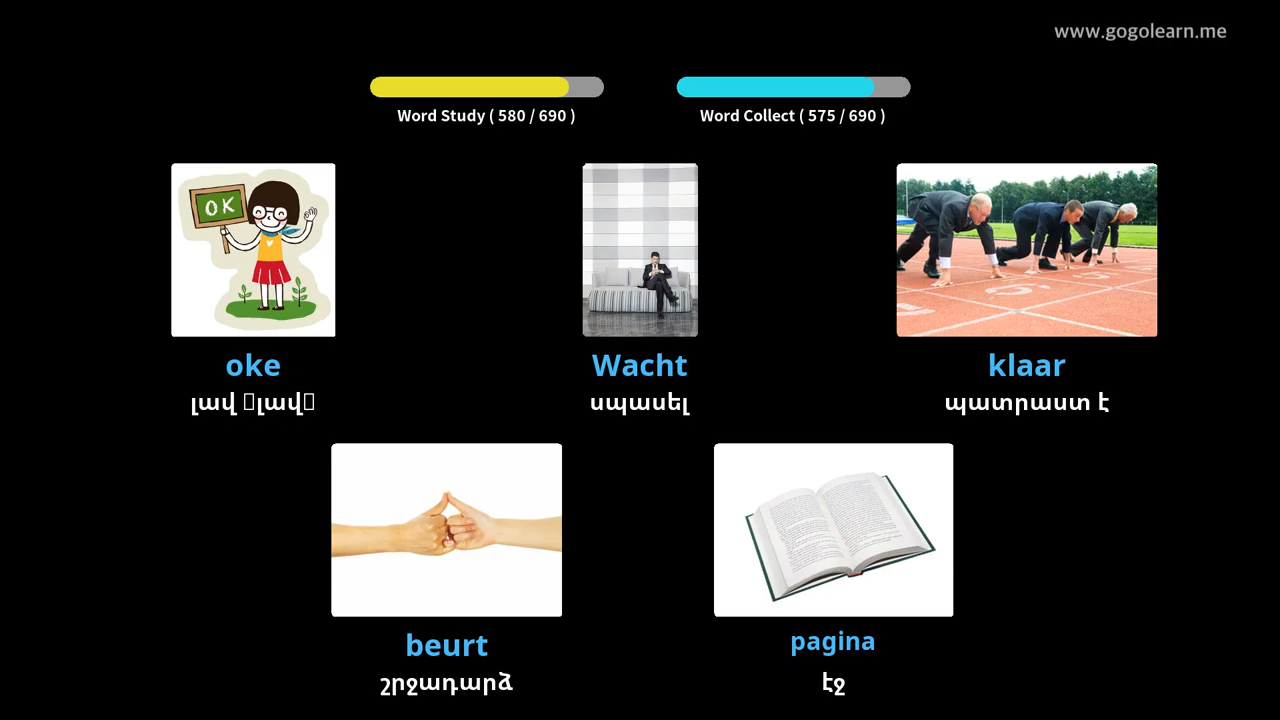 www.gogolearn.me
Word Study ( 580 / 690 )
Word Collect ( 575 / 690 )
OK
oke
Wacht
klaar
լավ լավ
սպասել
պատրաստ է
beurt
pagina
շրջադարձ
էջ